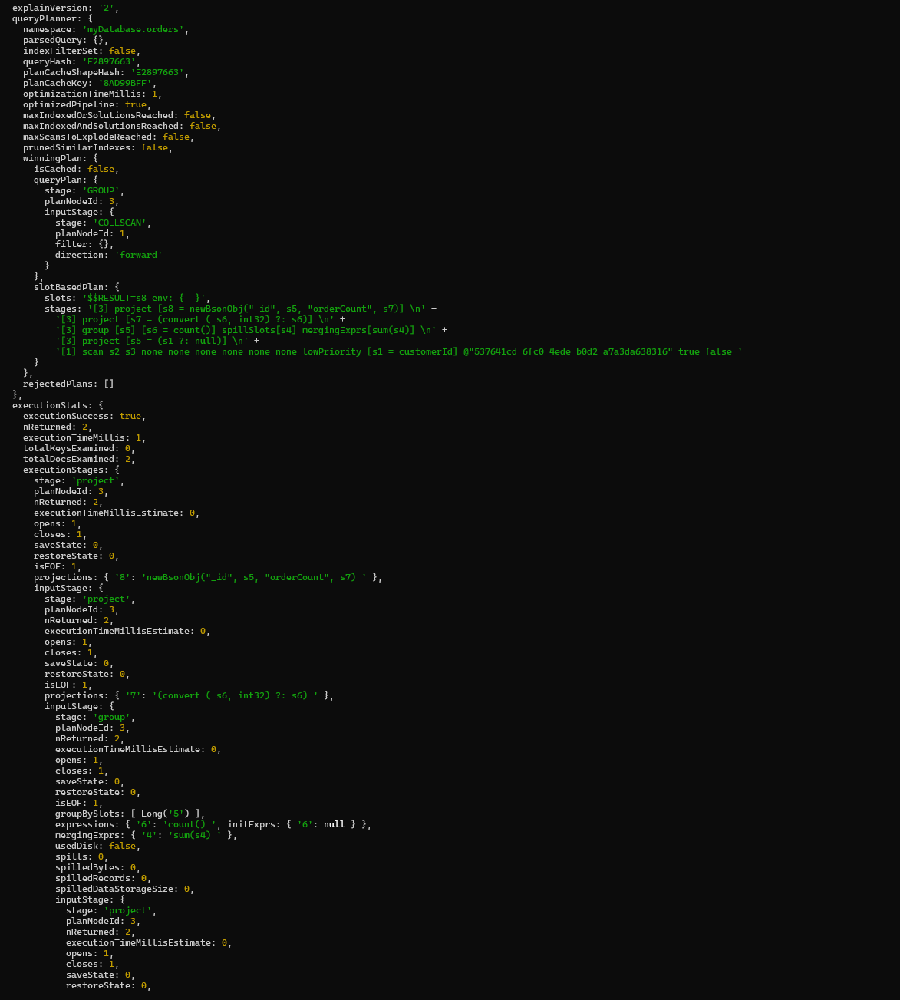 explainVersion: '2',
queryPlanner: {
namespace: 'myDatabase.orders',
parsedQuery: {},
indexFilterSet: false,
queryHash: 'E2897663',
planCacheShapeHash: 'E2897663',
planCacheKey: '8AD99BFF',
optimizationTimeMillis: 1,
optimizedPipeline: true,
maxIndexedOrSolutionsReached: false,
maxIndexedAndSolutionsReached: false,
maxScansToExplodeReached: false,
prunedSimilarIndexes: false,
winningPlan: {
isCached: false,
queryPlan: {
stage: 'GROUP',
planNodeId: 3,
inputStage: {
stage: 'COLLSCAN',
planNodeId: 1,
filter: {},
direction: 'forward'
}
},
slotBasedPlan: {
slots: '$$RESULT=s8 env: {  }',
stages: '[3] project [s8 = newBsonObj("_id", s5, "orderCount", s7)] \n' +
'[3] project [s7 = (convert ( s6, int32) ?: s6)] \n' +
'[3] group [s5] [s6 = count()] spillSlots[s4] mergingExprs[sum(s4)] \n' +
'[3] project [s5 = (s1 ?: null)] \n' +
'[1] scan s2 s3 none none none none none none lowPriority [s1 = customerId] @"537641cd-6fc0-4ede-b0d2-a7a3da638316" true false '
}
},
rejectedPlans: []
},
executionStats: {
executionSuccess: true,
nReturned: 2,
executionTimeMillis: 1,
totalKeysExamined: 0,
totalDocsExamined: 2,
executionStages: {
stage: 'project',
planNodeId: 3,
nReturned: 2,
executionTimeMillisEstimate: 0,
opens: 1,
closes: 1,
saveState: 0,
restoreState: 0,
isEOF: 1,
projections: { '8': 'newBsonObj("_id", s5, "orderCount", s7) ' },
inputStage: {
stage: 'project',
planNodeId: 3,
nReturned: 2,
executionTimeMillisEstimate: 0,
opens: 1,
closes: 1,
saveState: 0,
restoreState: 0,
isEOF: 1,
projections: { '7': '(convert ( s6, int32) ?: s6) ' },
inputStage: {
stage: 'group',
planNodeId: 3,
nReturned: 2,
executionTimeMillisEstimate: 0,
opens: 1,
closes: 1,
saveState: 0,
restoreState: 0,
isEOF: 1,
groupBySlots: [ Long('5') ],
expressions: { '6': 'count() ', initExprs: { '6': null } },
mergingExprs: { '4': 'sum(s4) ' },
usedDisk: false,
spills: 0,
spilledBytes: 0,
spilledRecords: 0,
spilledDataStorageSize: 0,
inputStage: {
stage: 'project',
planNodeId: 3,
nReturned: 2,
executionTimeMillisEstimate: 0,
opens: 1,
closes: 1,
saveState: 0,
restoreState: 0,